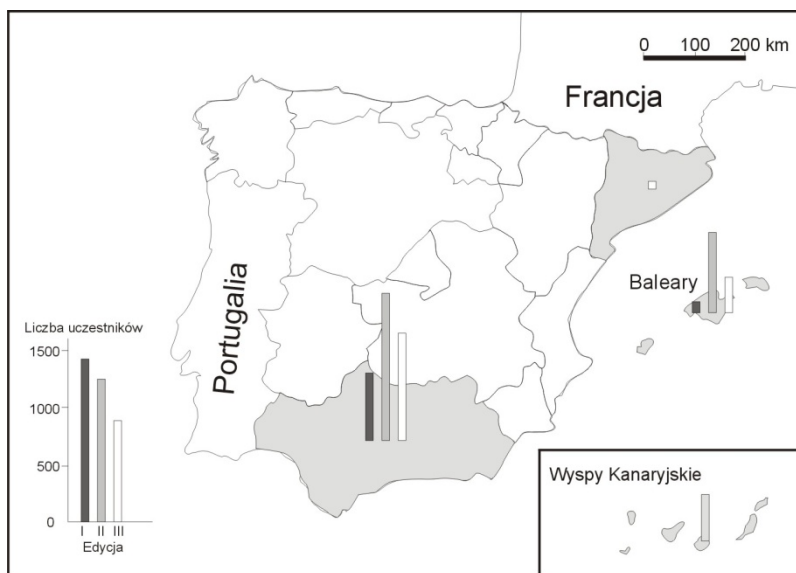 0 100 200 km
Francja
Portugalia
Baleary
Liczba uczestników
1500
1000
500
0
I II III
Edycja
Wyspy Kanaryjskie